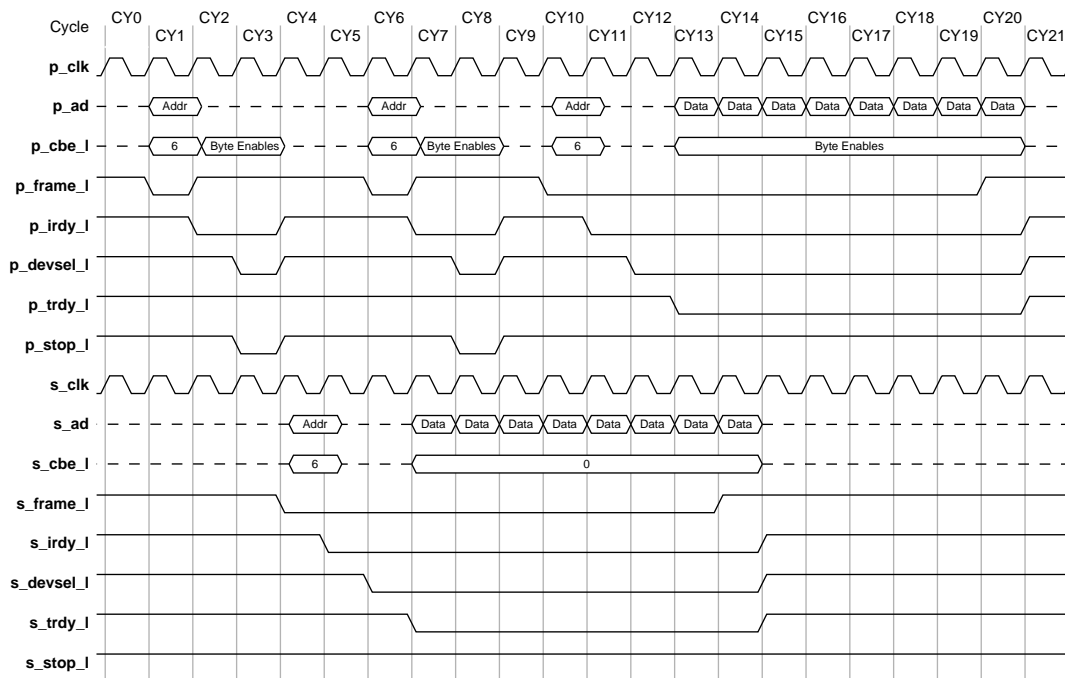 Cycle CY0 CY2 CY4 CY6 CY8 CY10 CY12 CY14 CY16 CY18 CY20
CY1 CY3 CY5 CY7 CY9 CY11 CY13 CY15 CY17 CY19 CY21
p_clk
p_ad Addr Addr Addr Data Data Data Data Data Data Data Data
p_cbe_l 6 Byte Enables 6 Byte Enables 6 Byte Enables
p_frame_l
p_irdy_l
p_devsel_l
p_trdy_l
p_stop_l
s_clk
s_ad Addr Data Data Data Data Data Data Data Data
s_cbe_l 6 0
s_frame_l
s_irdy_l
s_devsel_l
s_trdy_l
s_stop_l